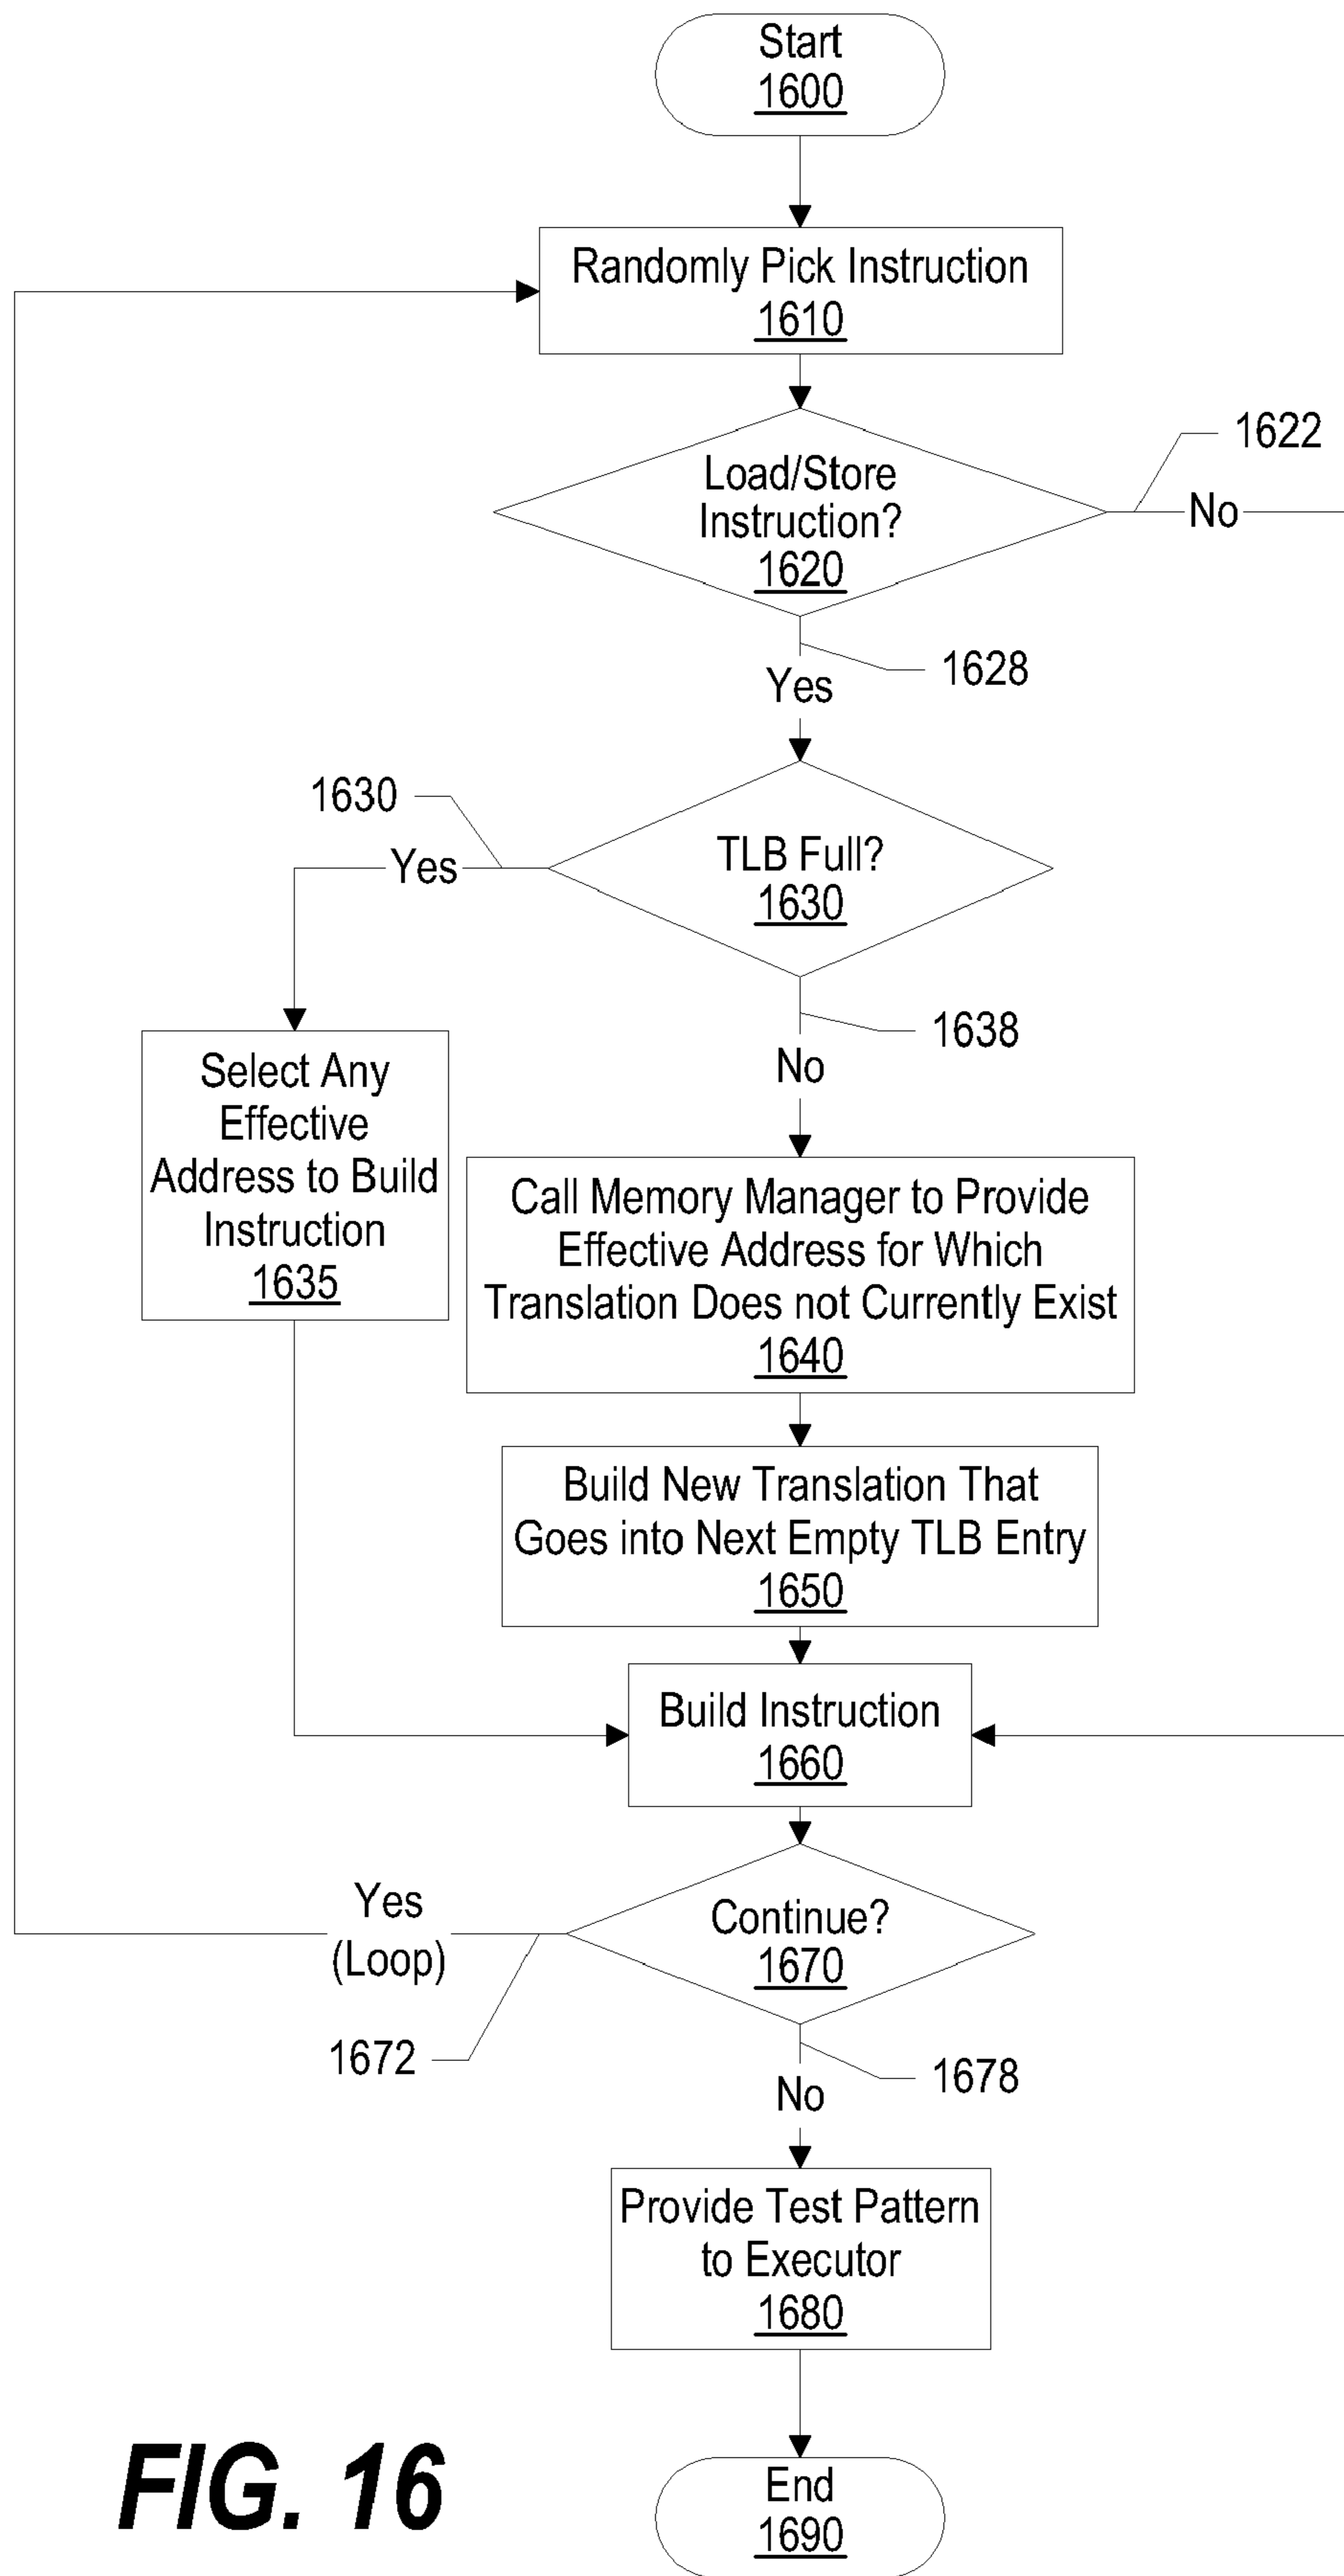 Start
1600
Randomly Pick Instruction
1610
1622
Load/Store
Instruction?
1620
No
1628
Yes
1630
TLB Full?
1630
Yes
1638
No
Select Any
Effective
Address to Build
Instruction
1635
Call Memory Manager to Provide
Effective Address for Which
Translation Does not Currently Exist
1640
Build New Translation That
Goes into Next Empty TLB Entry
1650
Build Instruction
1660
Yes
(Loop)
Continue?
1670
1672
1678
No
Provide Test Pattern
to Executor
1680
End
1690
FIG. 16